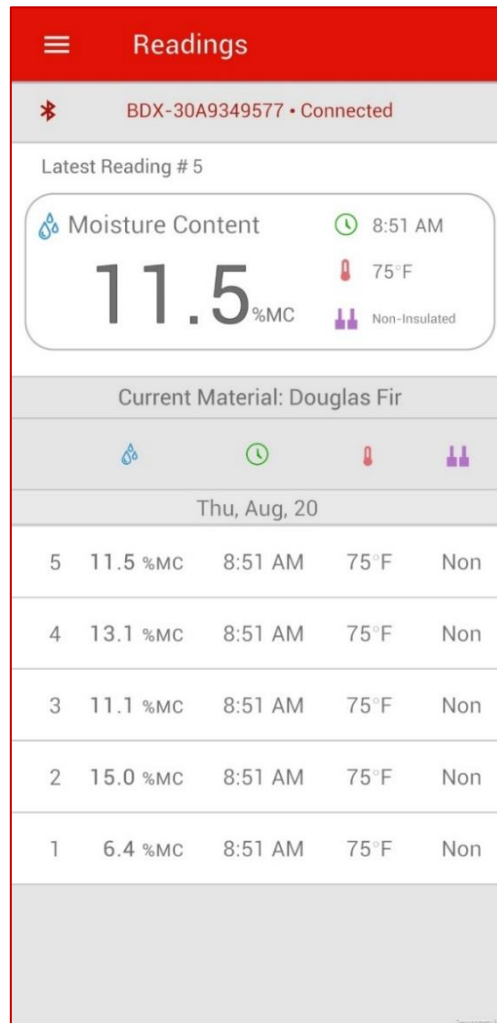 Readings
BDX-30A9349577 • Connected
Latest Reading # 5
Moisture Content
11.5 %MC
8:51 AM
75°F
Non-Insulated
Current Material: Douglas Fir
Thu, Aug, 20
5 11.5 %MC 8:51 AM 75°F Non
4 13.1 %MC 8:51 AM 75°F Non
3 11.1 %MC 8:51 AM 75°F Non
2 15.0 %MC 8:51 AM 75°F Non
1 6.4 %MC 8:51 AM 75°F Non